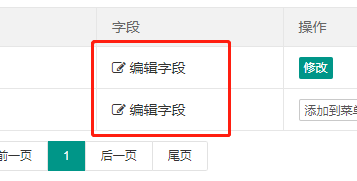 字段 操作
编辑字段 修改
编辑字段 添加到菜
前一页 1 后一页 尾页